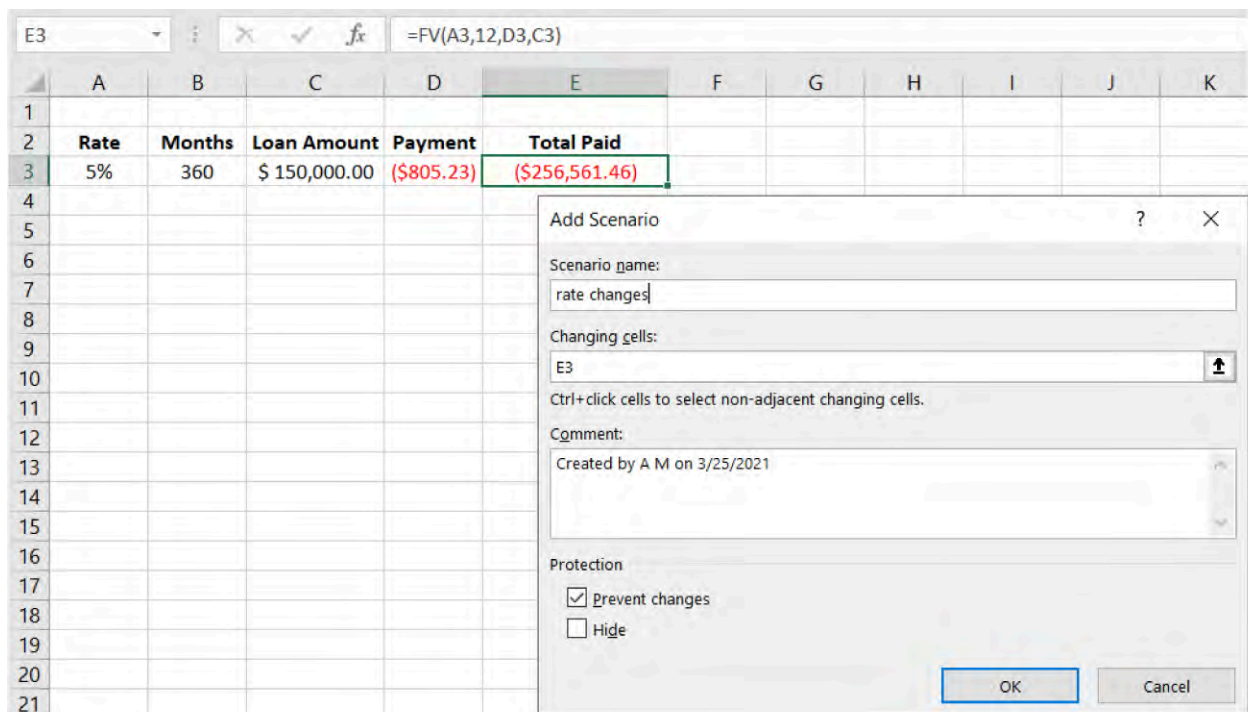 E3 fx =FV(A3,12,D3,C3)
A B C D E F G H I J K
1
2 Rate Months Loan Amount Payment Total Paid
3 5% 360 $ 150,000.00 ($805.23) ($256,561.46)
4
5
6
7
8
9
10
11
12
13
14
15
16
17
18
19
20
21
Add Scenario ?
Scenario name:
rate changes
Changing cells:
E3
Ctrl+click cells to select non-adjacent changing cells.
Comment:
Created by A M on 3/25/2021
Protection
Prevent changes
Hide
OK Cancel